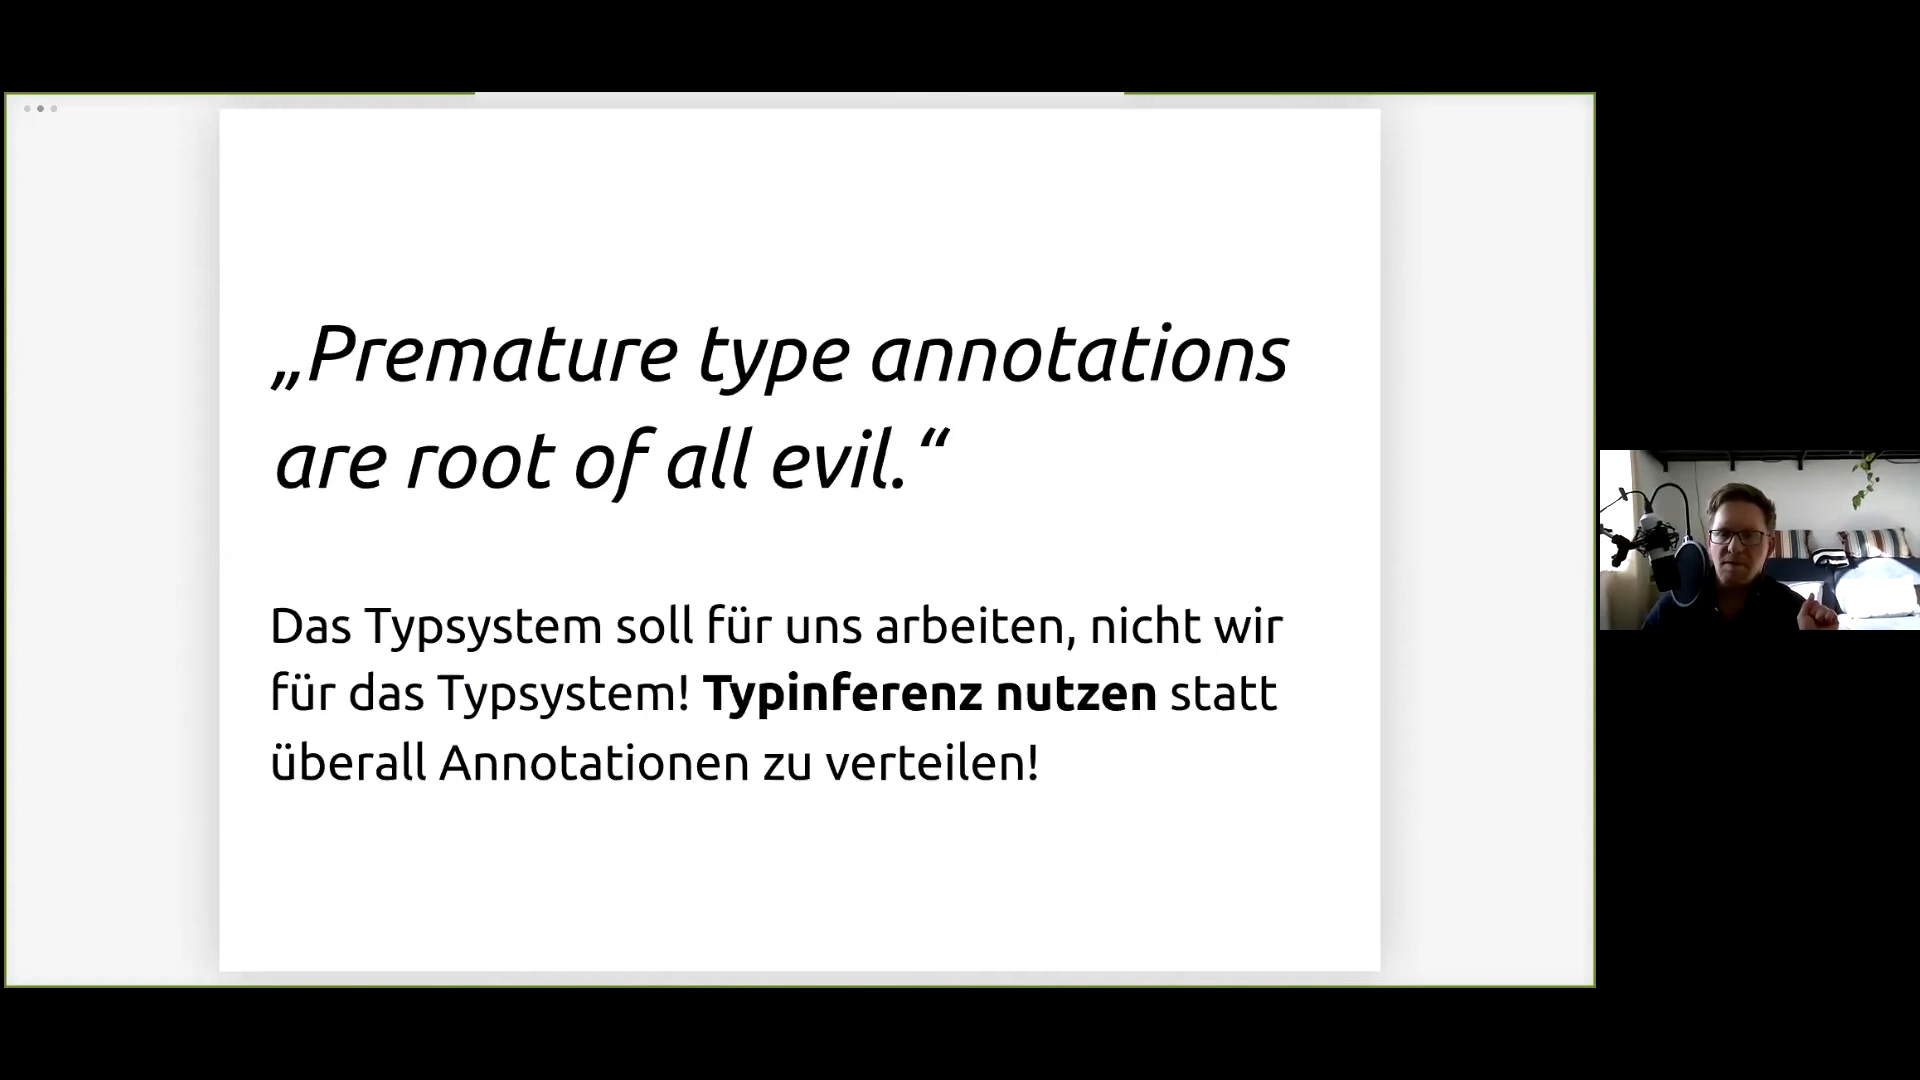 „Premature type annotations
are root of all evil.“
Das Typsystem soll für uns arbeiten, nicht wir
für das Typsystem! Typinferenz nutzen statt
überall Annotationen zu verteilen!